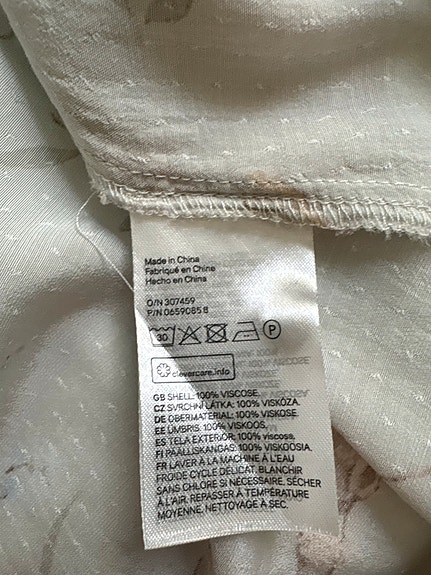 Made in China
Fabriqué en Chine
Hecho en China
O/N 307459
P/N 0659085 8
30
P
clevercare.info
GB SHELL: 100% VISCOSE.
CZ SVRCHNÍ LÁTKA: 100% VISKÓZA.
DE OBERMATERIAL: 100% VISKOSE.
EE ÜMBRIS: 100% VISKOOS.
ES TELA EXTERIOR: 100% viscosa.
FI PÄÄLLISKANGAS: 100% VISKOOSIA.
FR LAVER À LA MACHINE À L'EAU
FROIDE CYCLE DÉLICAT, BLANCHIR
SANS CHLORE SI NÉCESSAIRE, SÉCHER
À L'AIR, REPASSER À TEMPÉRATURE
MOYENNE, NETTOYAGE À SEC.